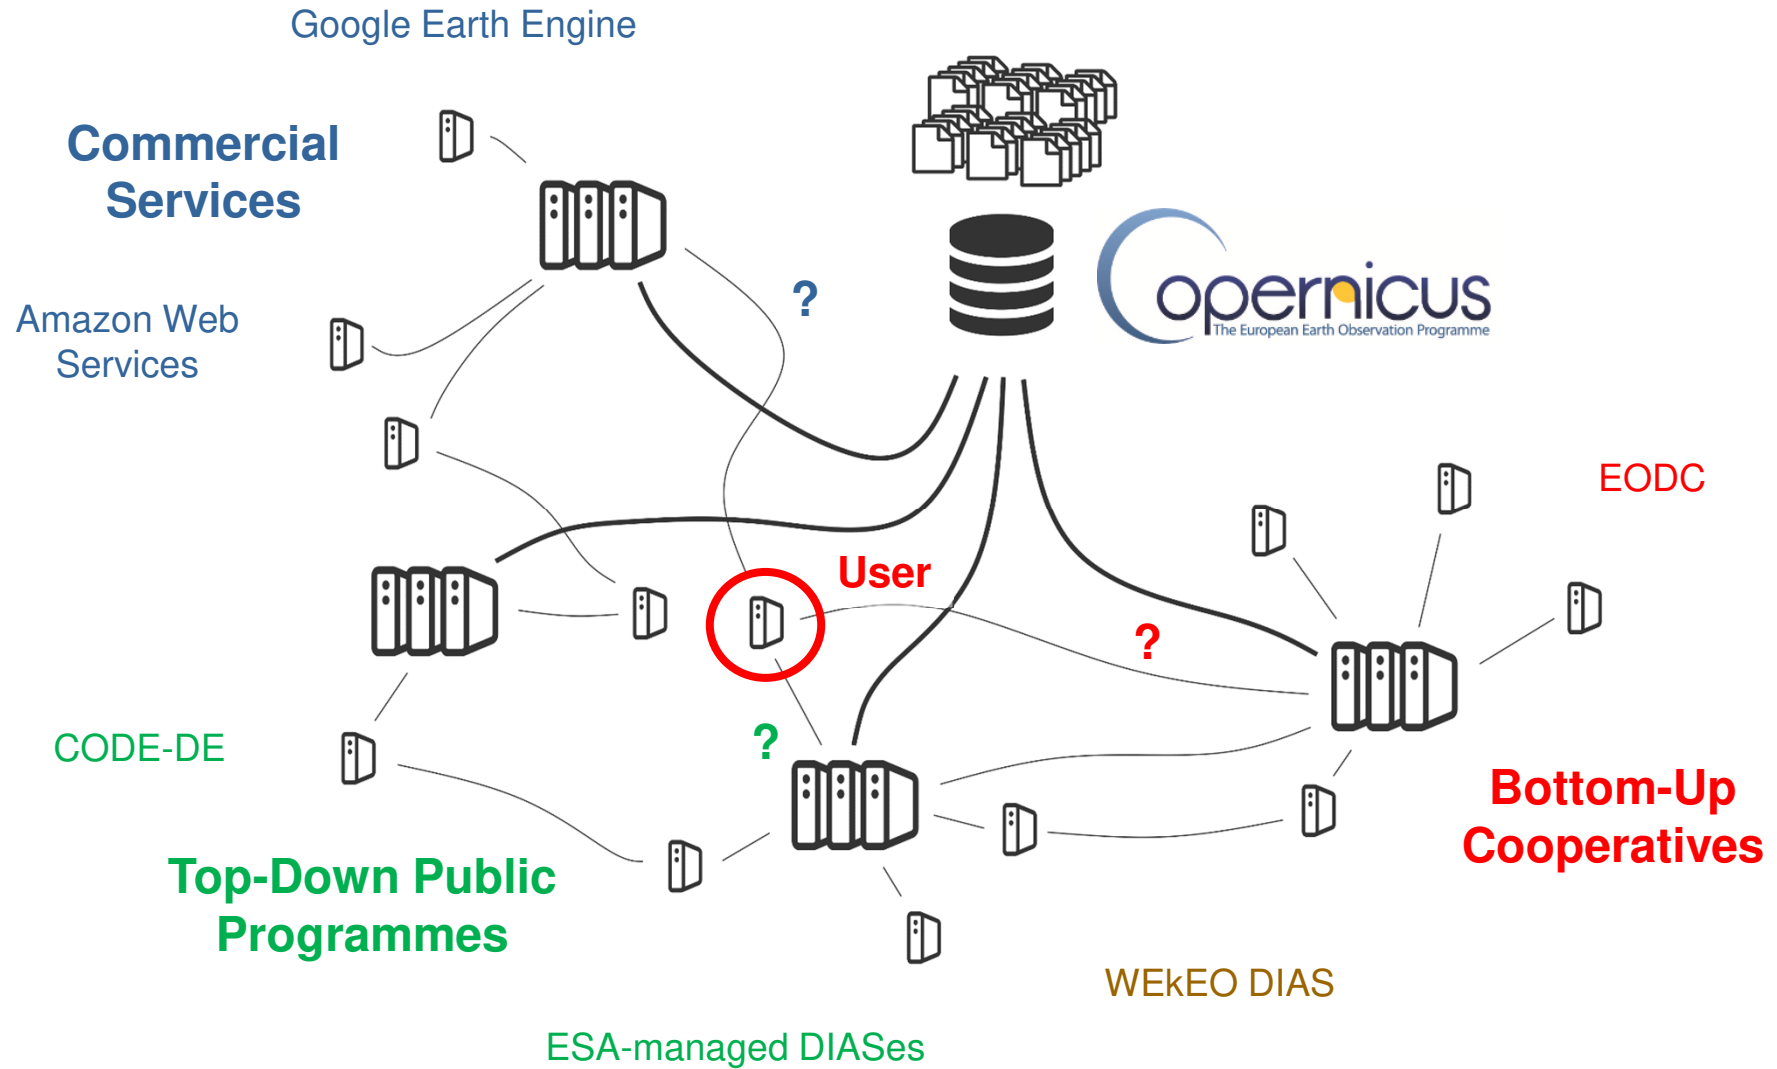 Google Earth Engine
Commercial
Services
?
opernicus
The European Earth Observation Programme
Amazon Web
Services
EODC
User
?
?
CODE-DE
Bottom-Up
Cooperatives
Top-Down Public
Programmes
WEkEO DIAS
ESA-managed DIASes